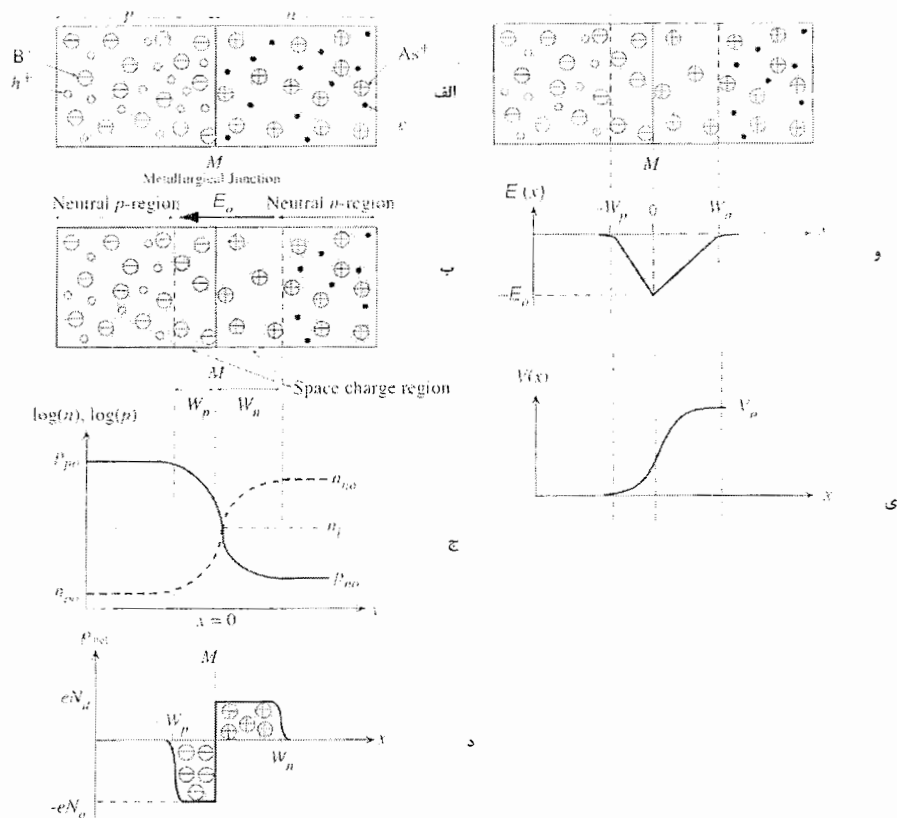 p n
B⁻
h⁺
As⁺
e
الف
M
Metallurgical Junction
Neutral p-region E_o Neutral n-region
ب
M
Space charge region
W_p W_n
log(n), log(p)
p_po
n_no
n_i
p_no
n_po
x = 0
x
ج
ρ_net
M
eN_d
W_p
x
W_n
-eN_a
د
M
E(x)
-W_p 0 W_n
x
-E_o
و
V(x)
V_o
x
ی